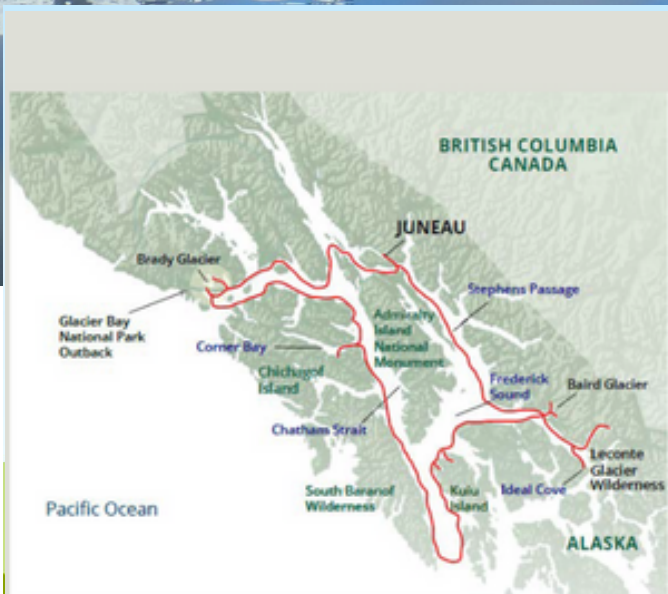 BRITISH COLUMBIA
CANADA
JUNEAU
Brady Glacier
Stephens Passage
Glacier Bay
National Park
Outback
Admiralty
Island
National
Monument
Corner Bay
Chichagof
Island
Frederick
Sound
Baird Glacier
Chatham Strait
Leconte
Glacier
Wilderness
South Baranof
Wilderness
Kuiu
Island
Ideal Cove
Pacific Ocean
ALASKA